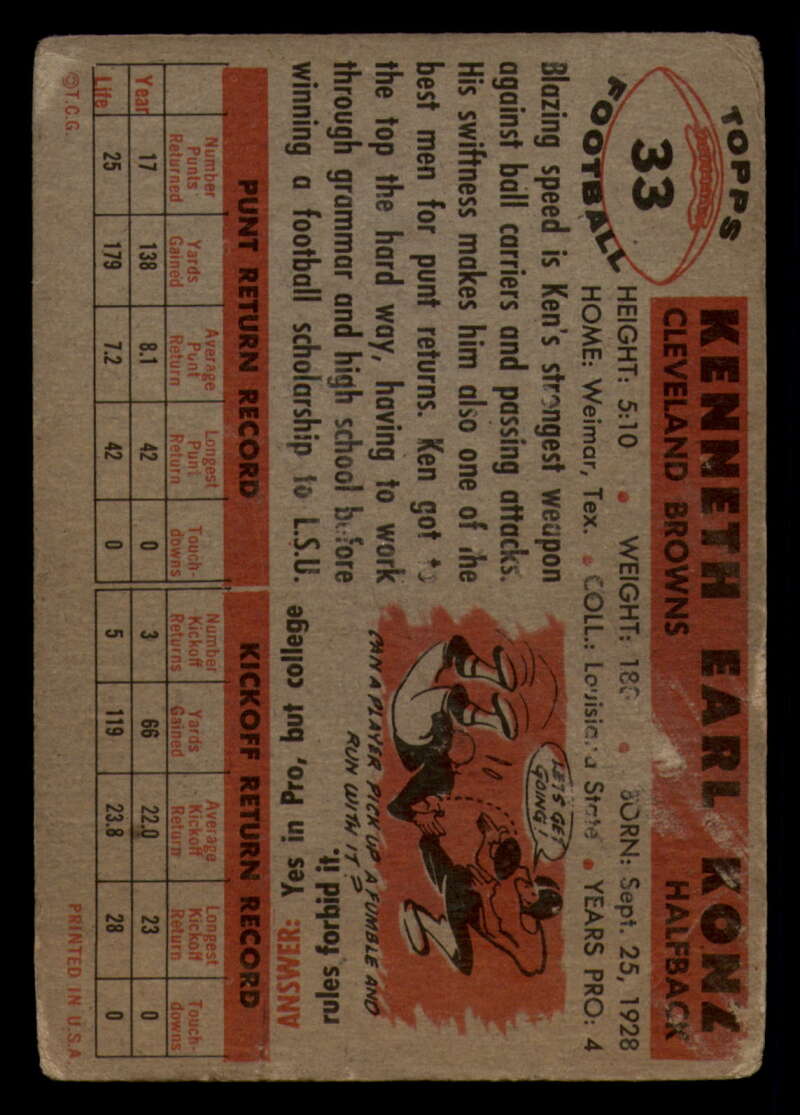 TOPPS
33
FOOTBALL
KENNETH EARL KONZ
CLEVELAND BROWNS HALFBACK
HEIGHT: 5:10 • WEIGHT: 180 • BORN: Sept. 25, 1928
HOME: Weimar, Tex. • COLL.: Louisiana State • YEARS PRO: 4
Blazing speed is Ken's strongest weapon
against ball carriers and passing attacks.
His swiftness makes him also one of the
best men for punt returns. Ken got to
the top the hard way, having to work
through grammar and high school before
winning a football scholarship to L.S.U.
LET'S GET
GOING!
CAN A PLAYER PICK UP A FUMBLE AND
RUN WITH IT?
ANSWER: Yes in Pro, but college
rules forbid it.
PUNT RETURN RECORD KICKOFF RETURN RECORD
Number Punts Returned Yards Gained Average Punt Return Longest Punt Return Touch-downs Number Kickoff Returns Yards Gained Average Kickoff Return Longest Kickoff Return Touch-downs
Year 17 138 8.1 42 0 3 66 22.0 23 0
Life 25 179 7.2 42 0 5 119 23.8 28 0
©T.C.G. PRINTED IN U.S.A